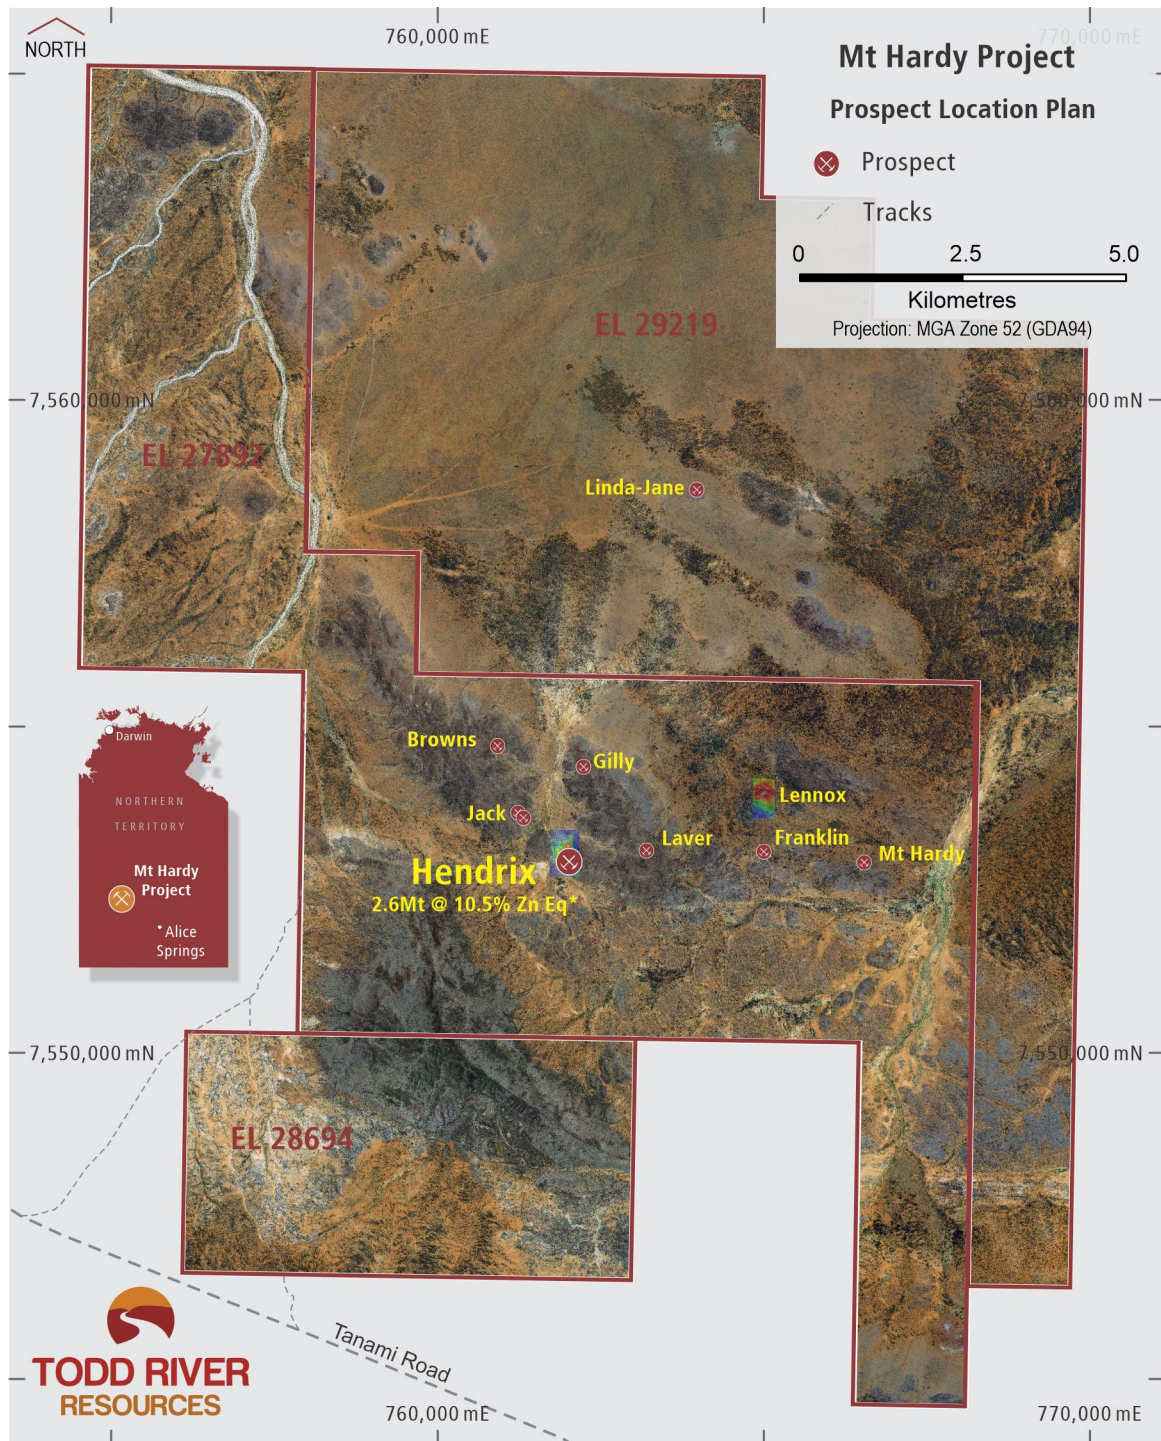 760,000 mE
770,000 mE
NORTH
Mt Hardy Project
Prospect Location Plan
Prospect
Tracks
0 2.5 5.0
Kilometres
Projection: MGA Zone 52 (GDA94)
EL 29219
7,560,000 mN
7,560,000 mN
EL 27892
Linda-Jane
Darwin
NORTHERN
TERRITORY
Mt Hardy
Project
Alice
Springs
Browns
Gilly
Lennox
Jack
Laver
Franklin
Mt Hardy
Hendrix
2.6Mt @ 10.5% Zn Eq*
7,550,000 mN
7,550,000 mN
EL 28694
Tanami Road
TODD RIVER
RESOURCES
760,000 mE
770,000 mE